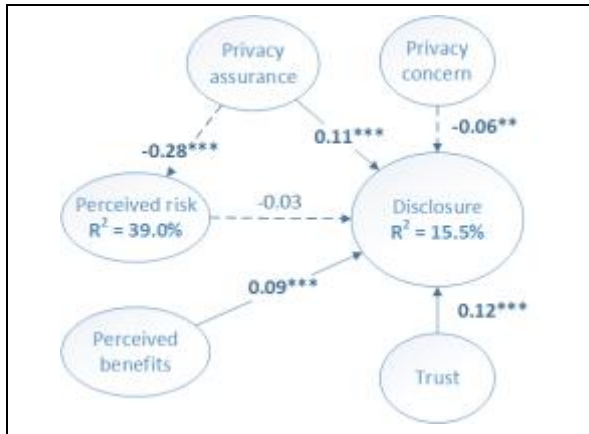 Privacy
assurance
Privacy
concern
-0.28***
0.11***
-0.06**
Perceived risk
R² = 39.0%
-0.03
Disclosure
R² = 15.5%
0.09***
0.12***
Perceived
benefits
Trust